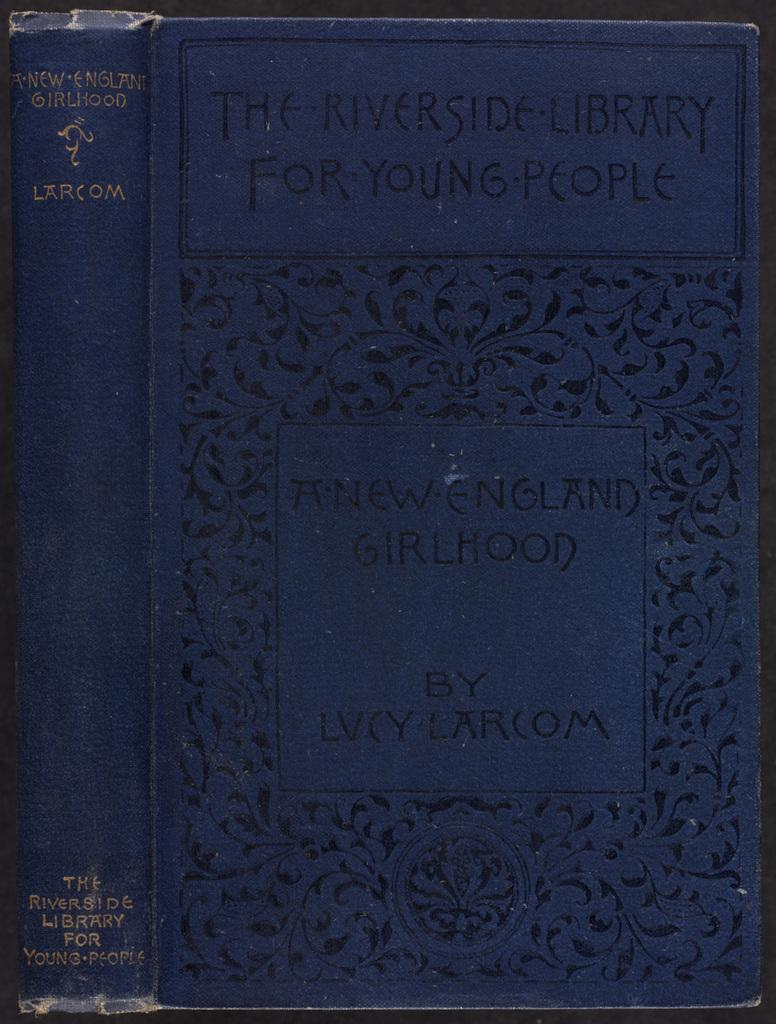 A·NEW·ENGLAND
GIRLHOOD
LARCOM
THE
RIVERSIDE
LIBRARY
FOR
YOUNG·PEOPLE
THE·RIVERSIDE·LIBRARY
FOR·YOUNG·PEOPLE
A·NEW·ENGLAND
GIRLHOOD
BY
LVCY·LARCOM